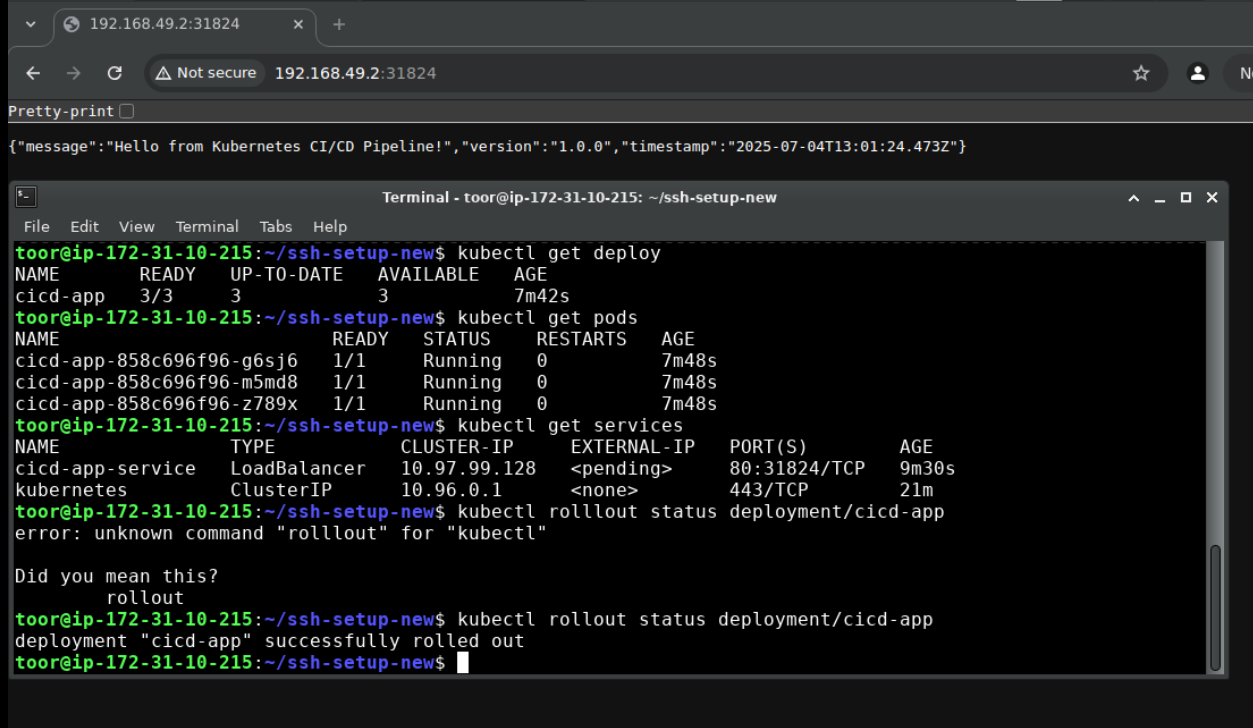 192.168.49.2:31824
Not secure 192.168.49.2:31824
Pretty-print
{"message":"Hello from Kubernetes CI/CD Pipeline!","version":"1.0.0","timestamp":"2025-07-04T13:01:24.473Z"}
Terminal - toor@ip-172-31-10-215: ~/ssh-setup-new
File Edit View Terminal Tabs Help
toor@ip-172-31-10-215:~/ssh-setup-new$ kubectl get deploy
NAME READY UP-TO-DATE AVAILABLE AGE
cicd-app 3/3 3 3 7m42s
toor@ip-172-31-10-215:~/ssh-setup-new$ kubectl get pods
NAME READY STATUS RESTARTS AGE
cicd-app-858c696f96-g6sj6 1/1 Running 0 7m48s
cicd-app-858c696f96-m5md8 1/1 Running 0 7m48s
cicd-app-858c696f96-z789x 1/1 Running 0 7m48s
toor@ip-172-31-10-215:~/ssh-setup-new$ kubectl get services
NAME TYPE CLUSTER-IP EXTERNAL-IP PORT(S) AGE
cicd-app-service LoadBalancer 10.97.99.128 <pending> 80:31824/TCP 9m30s
kubernetes ClusterIP 10.96.0.1 <none> 443/TCP 21m
toor@ip-172-31-10-215:~/ssh-setup-new$ kubectl rolllout status deployment/cicd-app
error: unknown command "rolllout" for "kubectl"
Did you mean this?
rollout
toor@ip-172-31-10-215:~/ssh-setup-new$ kubectl rollout status deployment/cicd-app
deployment "cicd-app" successfully rolled out
toor@ip-172-31-10-215:~/ssh-setup-new$